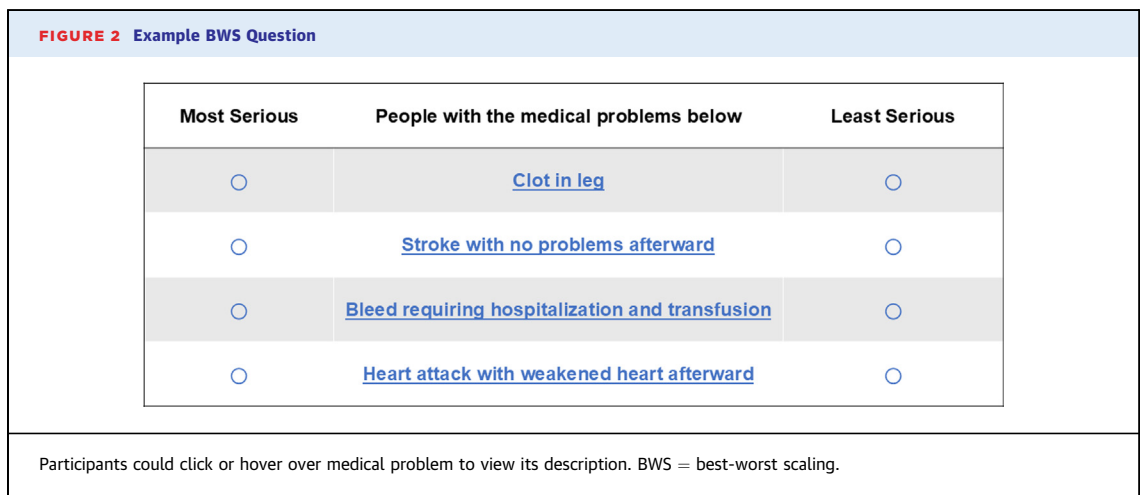 FIGURE 2 Example BWS Question
Most Serious People with the medical problems below Least Serious
Clot in leg
Stroke with no problems afterward
Bleed requiring hospitalization and transfusion
Heart attack with weakened heart afterward
Participants could click or hover over medical problem to view its description. BWS = best-worst scaling.